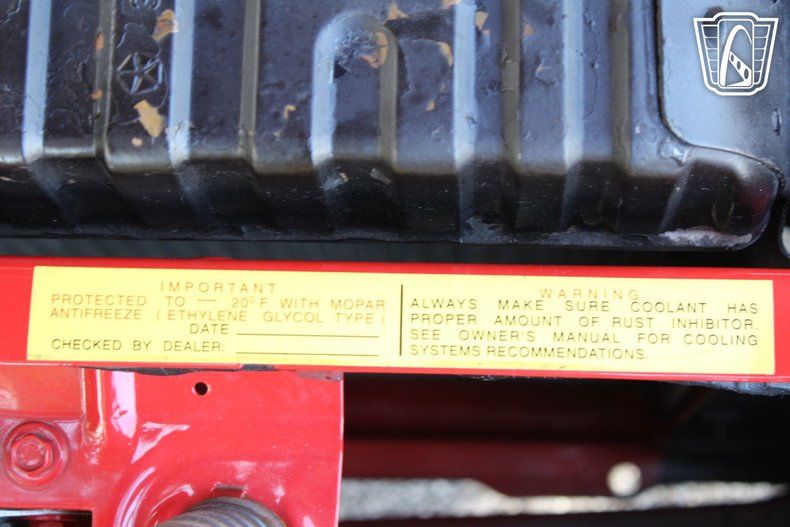 IMPORTANT
PROTECTED TO — 20°F WITH MOPAR
ANTIFREEZE (ETHYLENE GLYCOL TYPE)
DATE
CHECKED BY DEALER:
WARNING
ALWAYS MAKE SURE COOLANT HAS
PROPER AMOUNT OF RUST INHIBITOR.
SEE OWNER'S MANUAL FOR COOLING
SYSTEMS RECOMMENDATIONS.